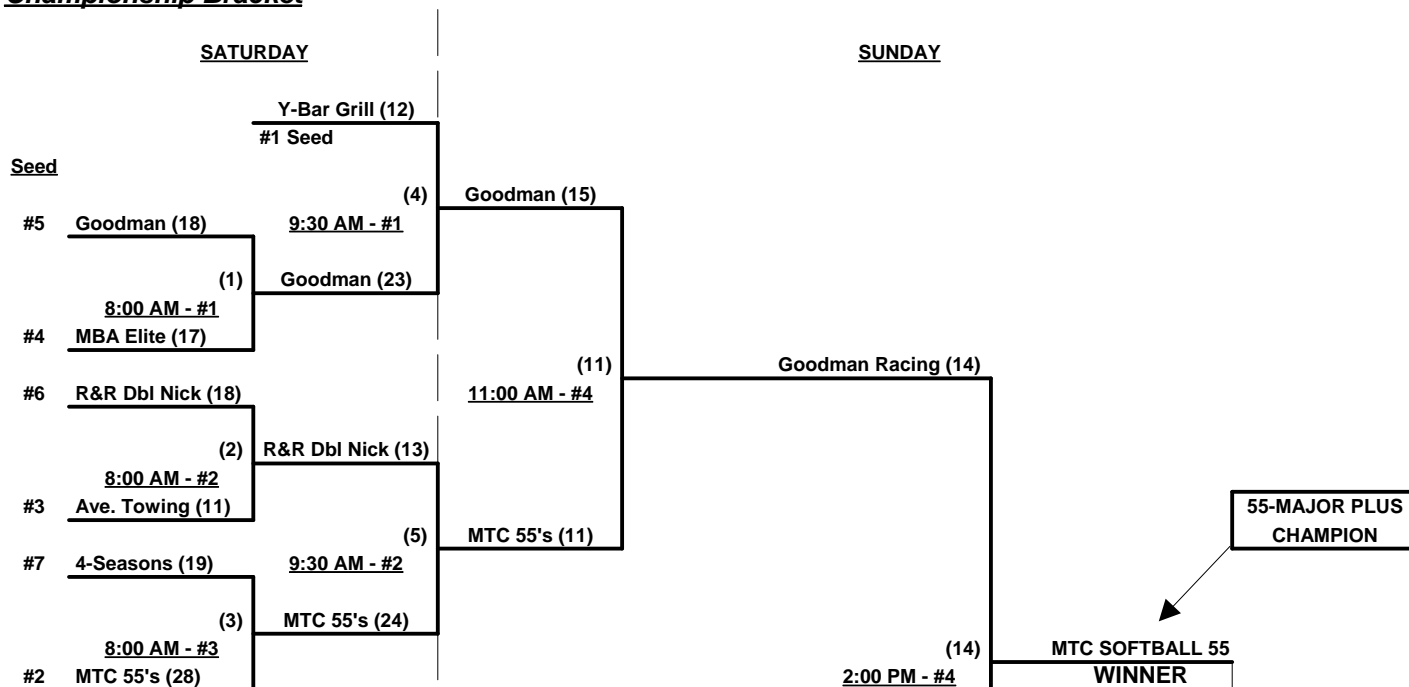 Championship Bracket
SATURDAY
SUNDAY
Y-Bar Grill (12)
#1 Seed
Seed
(4)
Goodman (15)
#5
Goodman (18)
9:30 AM - #1
(1)
Goodman (23)
8:00 AM - #1
#4
MBA Elite (17)
(11)
Goodman Racing (14)
#6
R&R Dbl Nick (18)
11:00 AM - #4
(2)
R&R Dbl Nick (13)
8:00 AM - #2
#3
Ave. Towing (11)
55-MAJOR PLUS
CHAMPION
(5)
MTC 55's (11)
#7
4-Seasons (19)
9:30 AM - #2
(3)
MTC 55's (24)
8:00 AM - #3
(14)
MTC SOFTBALL 55
#2
MTC 55's (28)
2:00 PM - #4
WINNER